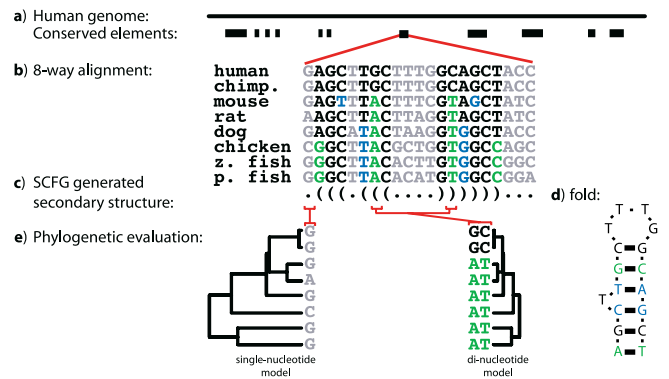 a) Human genome:
Conserved elements:
b) 8-way alignment:
human GAGCTTGCTTTGGCAGCTACC
chimp. GAGCTTGCTTTGGCAGCTACC
mouse GAGTTTACTTTCGTAGCTATC
rat AAGCTTACTTAGGTAGCTATC
dog GAGCATACTAAGGTGGCTACC
chicken CGGCTTACGCTGGTGGCCAGC
z. fish GGGCTTACACTTGTGGCCGGC
p. fish GGGCTTACACATGTGGCCGGA
c) SCFG generated
secondary structure: .(((.(((....))))))...
d) fold:
e) Phylogenetic evaluation:
G
G
G
A
G
C
G
G
single-nucleotide
model
GC
GC
AT
AT
AT
AT
AT
AT
di-nucleotide
model
T T
T G
C G
G C
T A
T
C G
G C
A T